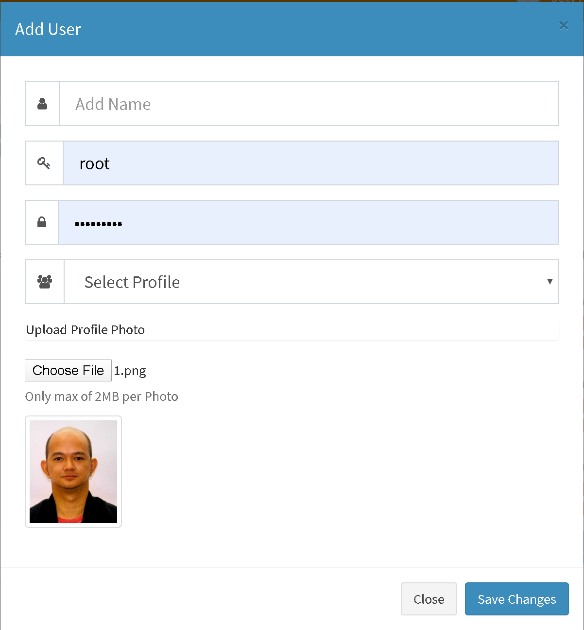 Add User
×
Add Name
root
•••••••••
Select Profile
Upload Profile Photo
Choose File 1.png
Only max of 2MB per Photo
Close Save Changes